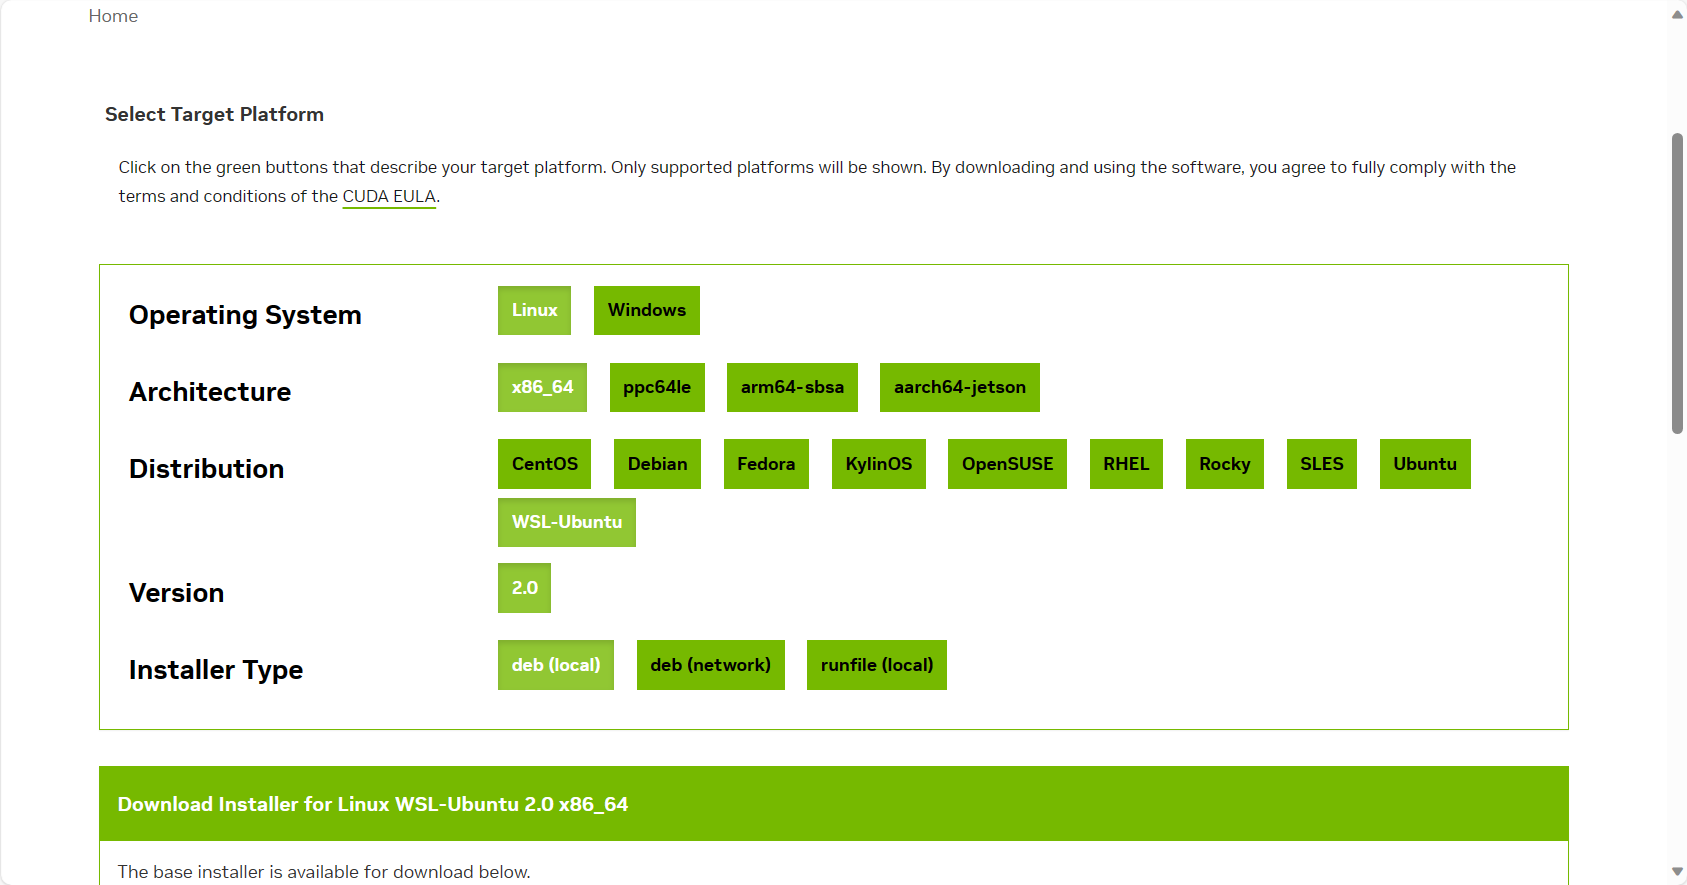 Home
Select Target Platform
Click on the green buttons that describe your target platform. Only supported platforms will be shown. By downloading and using the software, you agree to fully comply with the
terms and conditions of the CUDA EULA.
Operating System Linux Windows
Architecture x86_64 ppc64le arm64-sbsa aarch64-jetson
Distribution CentOS Debian Fedora KylinOS OpenSUSE RHEL Rocky SLES Ubuntu
WSL-Ubuntu
Version 2.0
Installer Type deb (local) deb (network) runfile (local)
Download Installer for Linux WSL-Ubuntu 2.0 x86_64
The base installer is available for download below.